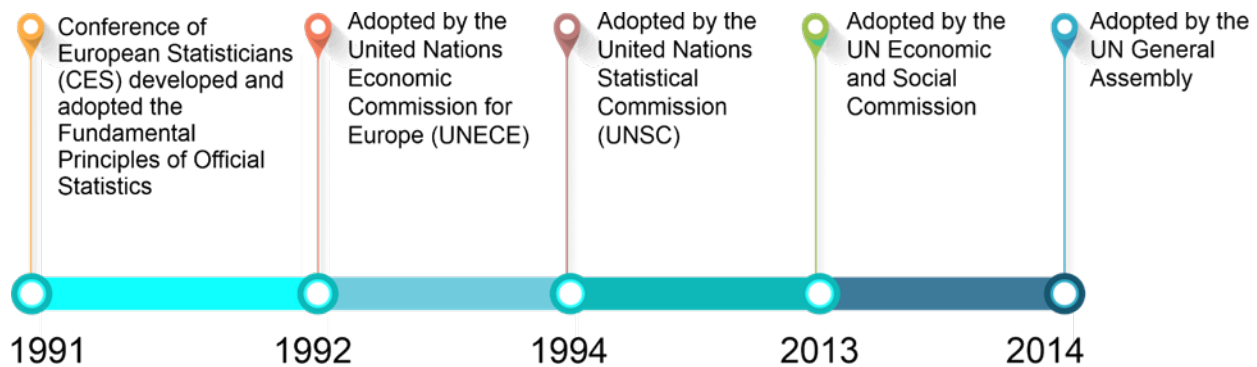 Conference of
European Statisticians
(CES) developed and
adopted the
Fundamental
Principles of Official
Statistics
Adopted by the
United Nations
Economic
Commission for
Europe (UNECE)
Adopted by the
United Nations
Statistical
Commission
(UNSC)
Adopted by the
UN Economic
and Social
Commission
Adopted by the
UN General
Assembly
1991
1992
1994
2013
2014